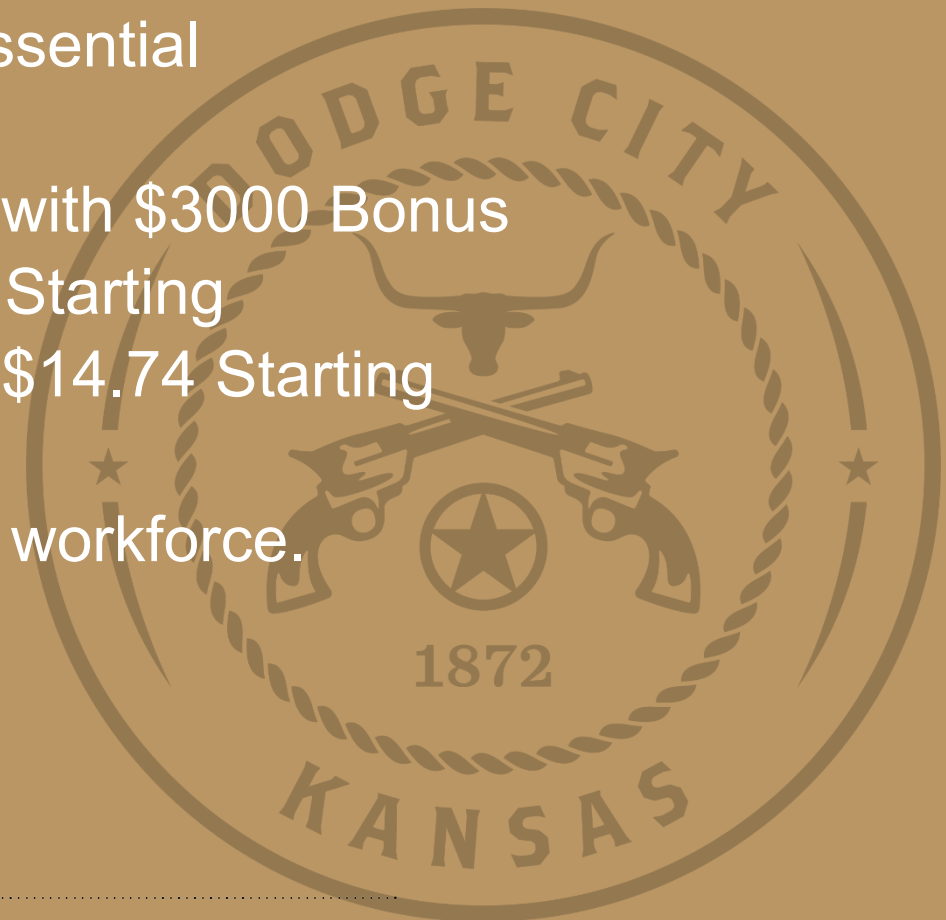 ssential
DODGE CITY
with $3000 Bonus
Starting
$14.74 Starting
workforce.
1872
KANSAS